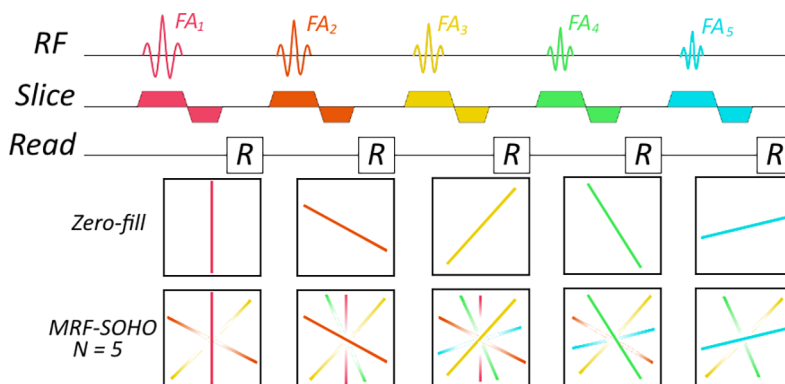 RF FA₁ FA₂ FA₃ FA₄ FA₅
Slice
Read R R R R R
Zero-fill
MRF-SOHO
N = 5